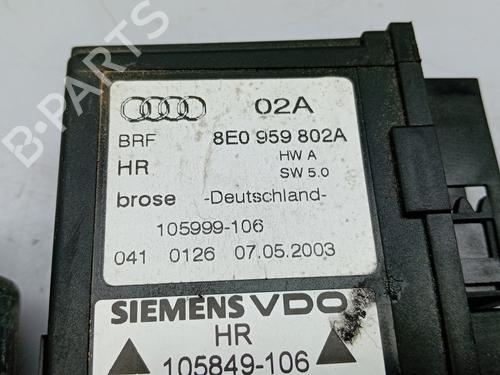 02A
BRF 8E0 959 802A
HR HW A
SW 5.0
brose -Deutschland-
105999-106
041 0126 07.05.2003
SIEMENS VDO
HR
105849-106
B-PARTS